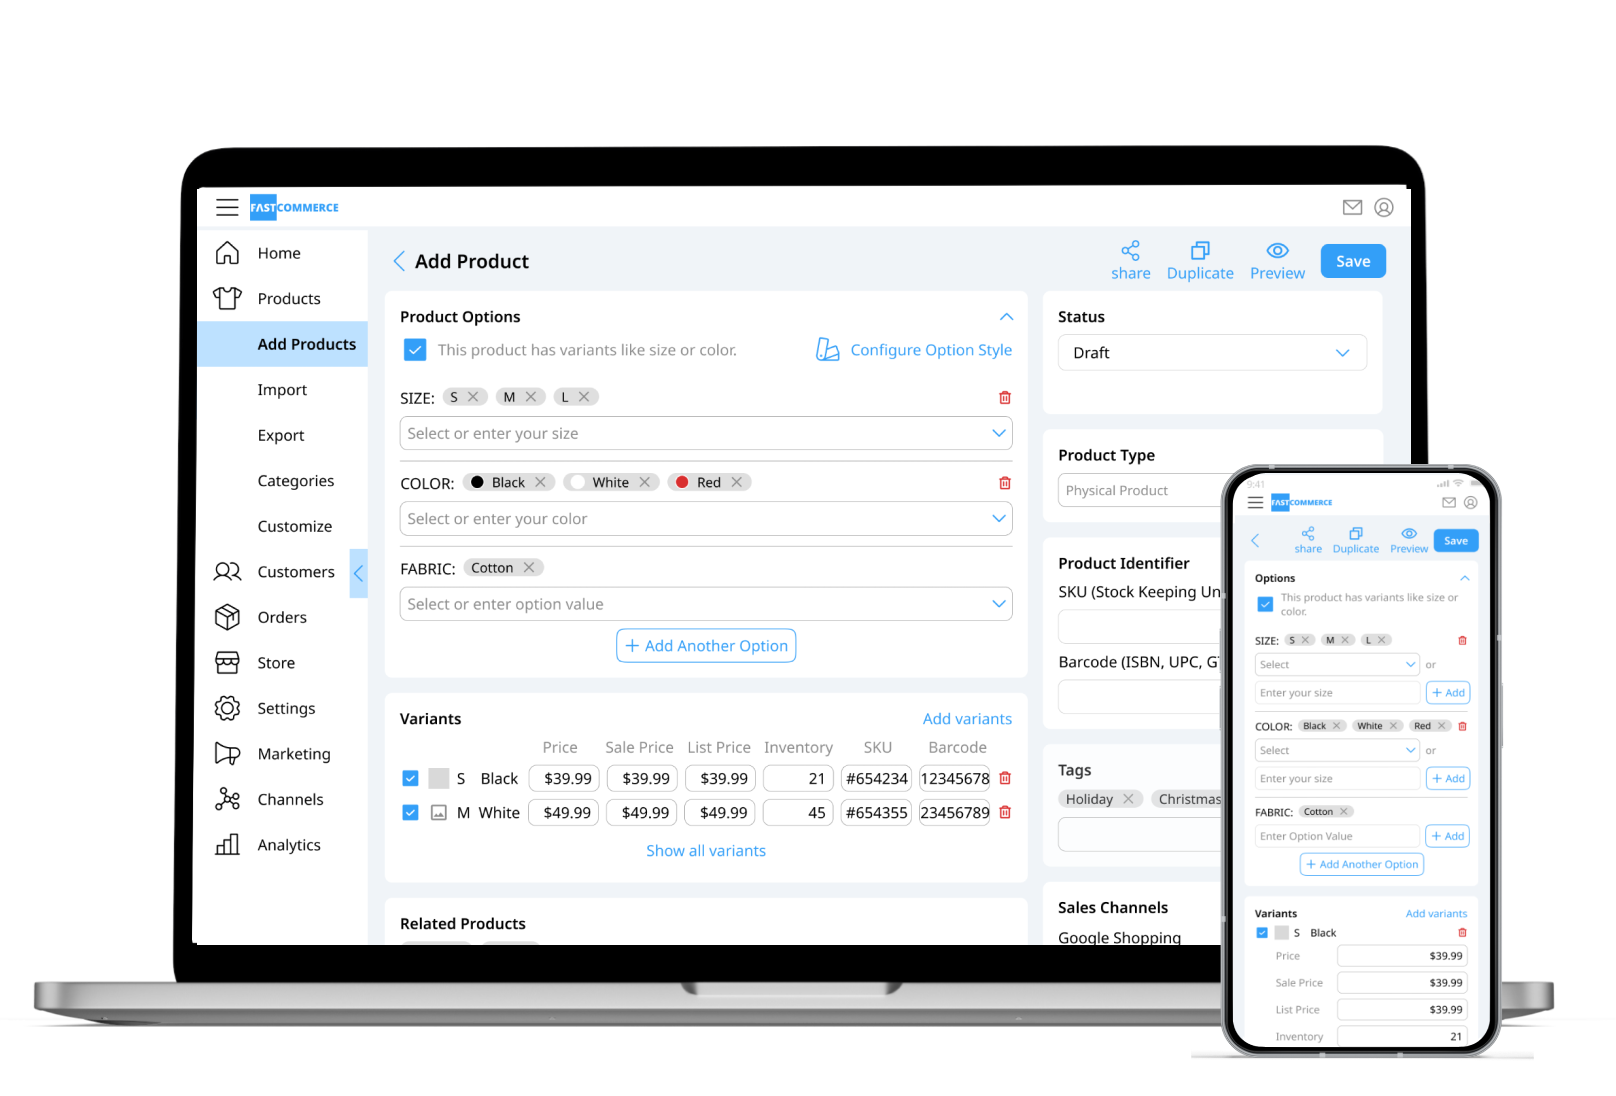 FASTCOMMERCE
Home
Products
Add Products
Import
Export
Categories
Customize
Customers
Orders
Store
Settings
Marketing
Channels
Analytics
Add Product
share Duplicate Preview Save
Product Options
This product has variants like size or color.
Configure Option Style
SIZE: S M L
Select or enter your size
COLOR: Black White Red
Select or enter your color
FABRIC: Cotton
Select or enter option value
+ Add Another Option
Variants Add variants
Price Sale Price List Price Inventory SKU Barcode
S Black $39.99 $39.99 $39.99 21 #654234 12345678
M White $49.99 $49.99 $49.99 45 #654355 23456789
Show all variants
Related Products
Status
Draft
Product Type
Physical Product
Product Identifier
SKU (Stock Keeping Un
Barcode (ISBN, UPC, GT
Tags
Holiday Christmas
Sales Channels
Google Shopping
9:41
FASTCOMMERCE
share Duplicate Preview Save
Options
This product has variants like size or
color.
SIZE: S M L
Select or
Enter your size + Add
COLOR: Black White Red
Select or
Enter your size + Add
FABRIC: Cotton
Enter Option Value + Add
+ Add Another Option
Variants Add variants
S Black
Price $39.99
Sale Price $39.99
List Price $39.99
Inventory 21